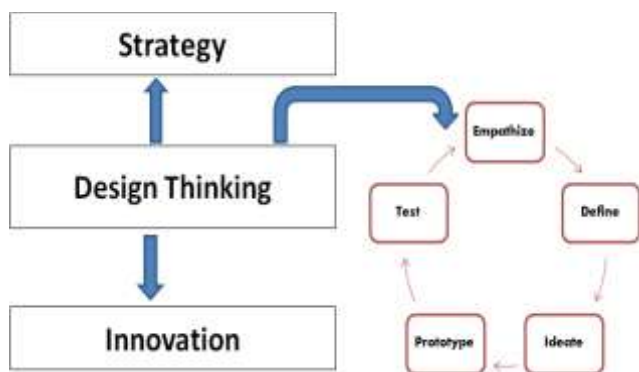 Strategy
Design Thinking
Innovation
Empathize
Define
Ideate
Prototype
Test